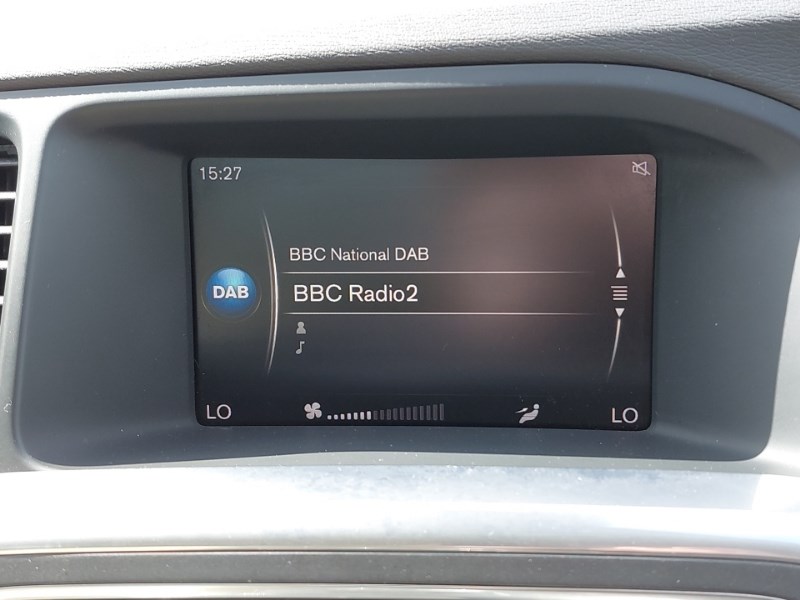 15:27
BBC National DAB
DAB
BBC Radio2
LO
LO